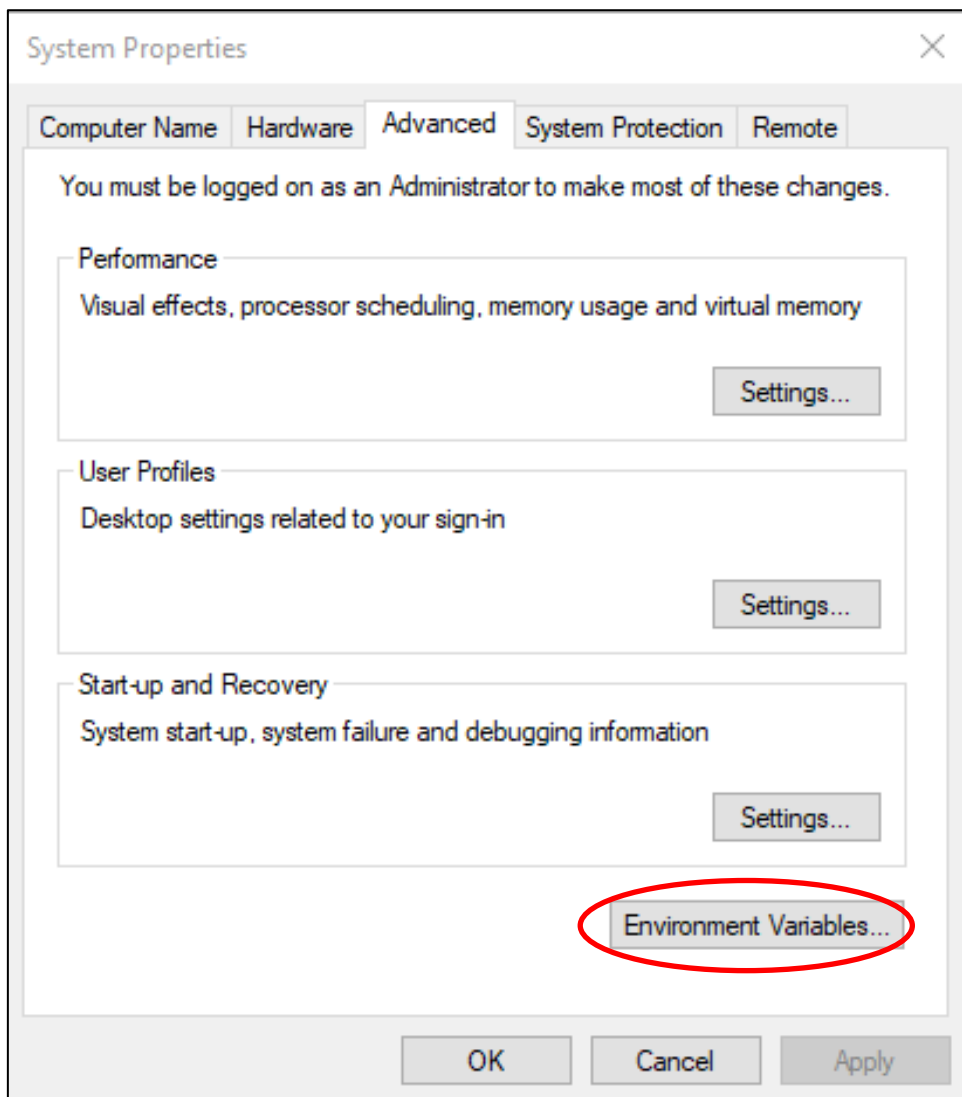 System Properties
Computer Name Hardware Advanced System Protection Remote
You must be logged on as an Administrator to make most of these changes.
Performance
Visual effects, processor scheduling, memory usage and virtual memory
Settings...
User Profiles
Desktop settings related to your sign-in
Settings...
Start-up and Recovery
System start-up, system failure and debugging information
Settings...
Environment Variables...
OK Cancel Apply